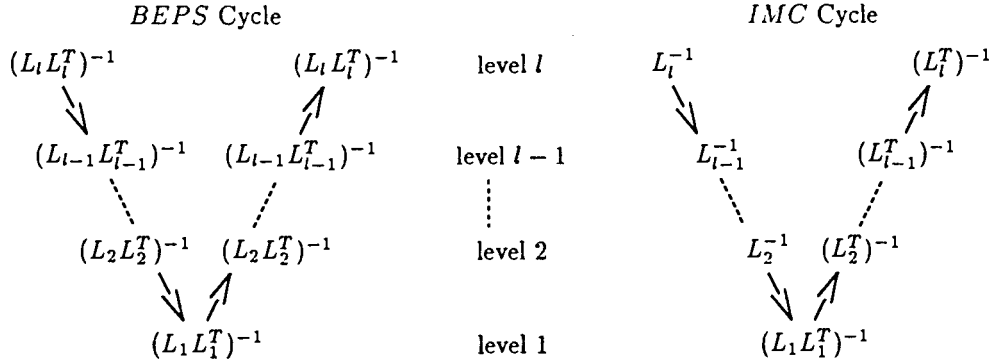 BEPS Cycle IMC Cycle
(L_l L_l^T)^{-1} (L_l L_l^T)^{-1} level l L_l^{-1} (L_l^T)^{-1}
(L_{l-1} L_{l-1}^T)^{-1} (L_{l-1} L_{l-1}^T)^{-1} level l − 1 L_{l-1}^{-1} (L_{l-1}^T)^{-1}
(L_2 L_2^T)^{-1} (L_2 L_2^T)^{-1} level 2 L_2^{-1} (L_2^T)^{-1}
(L_1 L_1^T)^{-1} level 1 (L_1 L_1^T)^{-1}